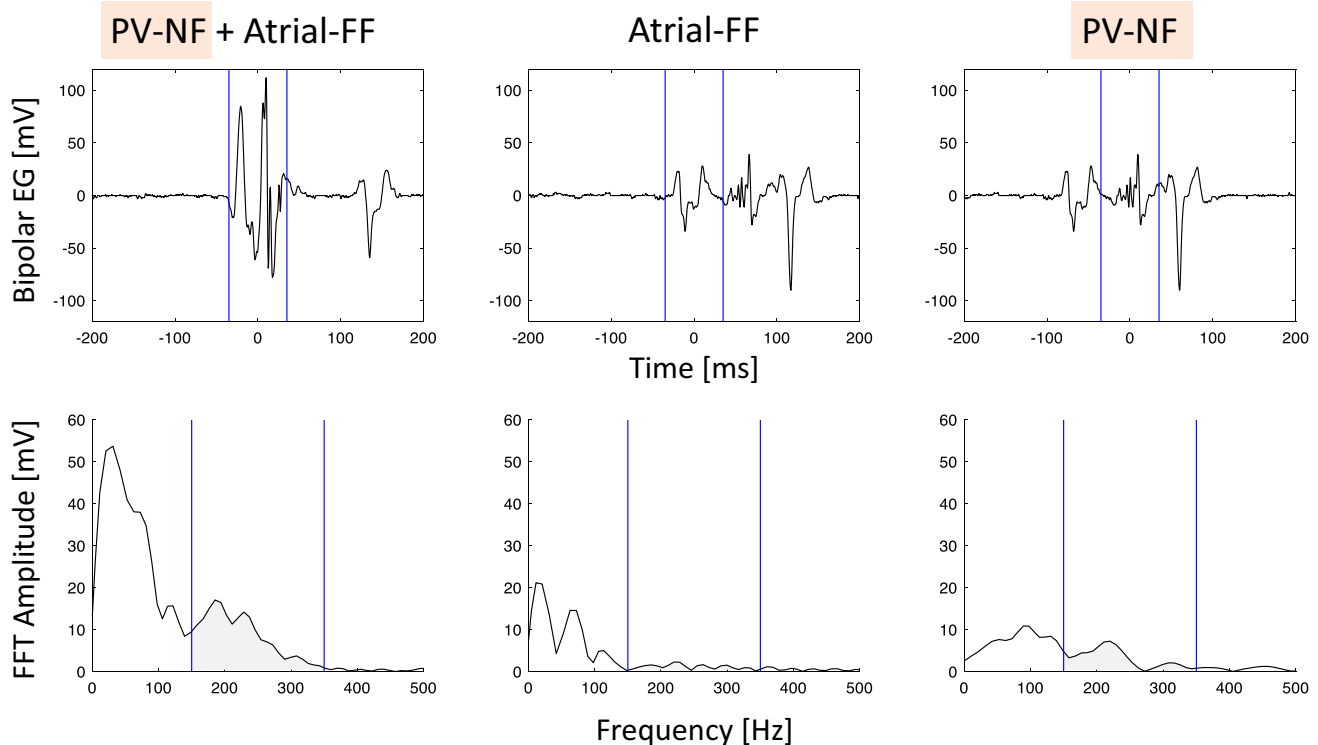 PV-NF + Atrial-FF
Atrial-FF
PV-NF
Bipolar EG [mV]
100
50
0
-50
-100
-200 -100 0 100 200
100
50
0
-50
-100
-200 -100 0 100 200
100
50
0
-50
-100
-200 -100 0 100 200
Time [ms]
FFT Amplitude [mV]
60
50
40
30
20
10
0
0 100 200 300 400 500
60
50
40
30
20
10
0
0 100 200 300 400 500
60
50
40
30
20
10
0
0 100 200 300 400 500
Frequency [Hz]